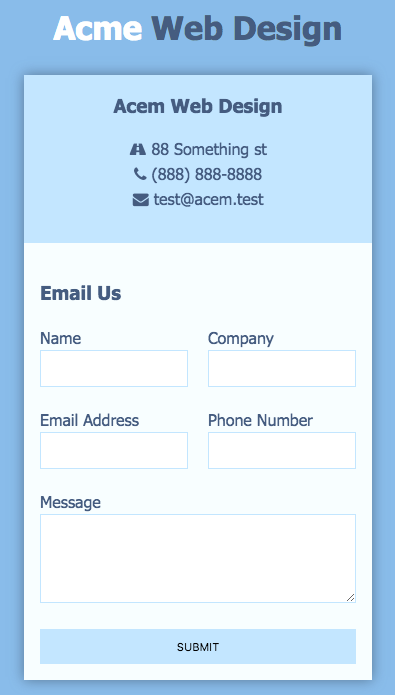 Acme Web Design
Acem Web Design
88 Something st
(888) 888-8888
test@acem.test
Email Us
Name Company
Email Address Phone Number
Message
SUBMIT